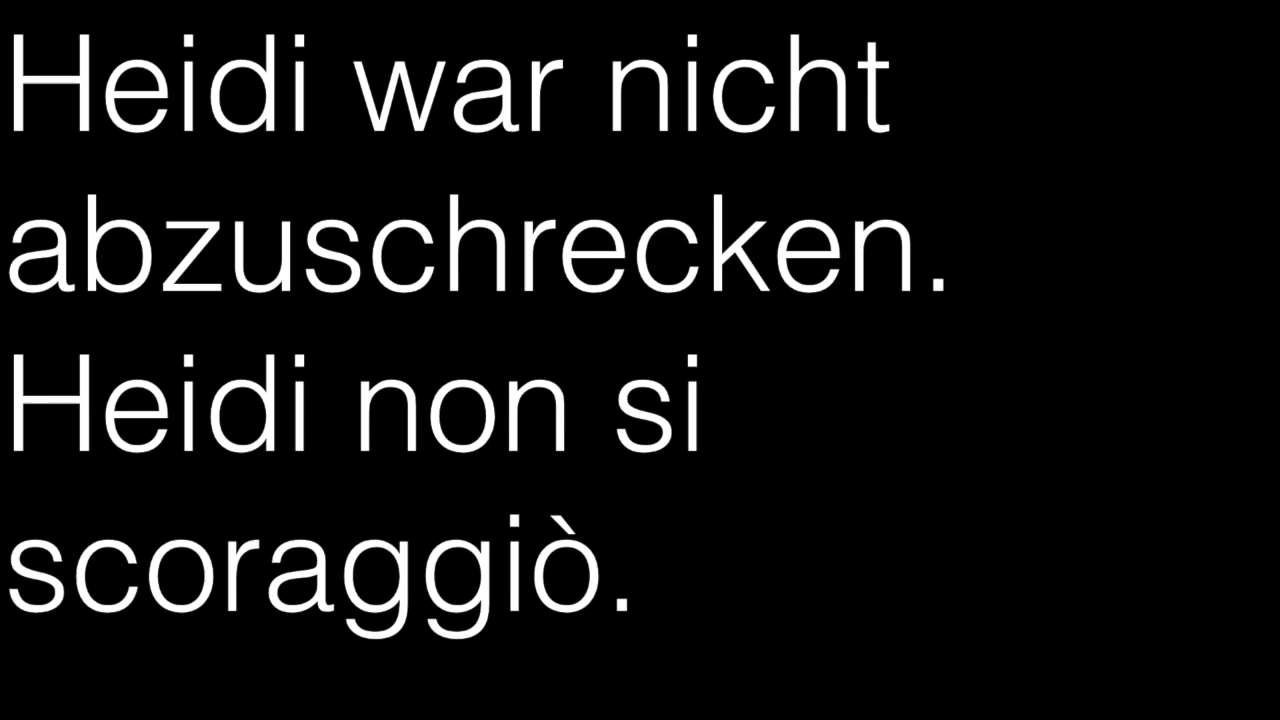 Heidi war nicht
abzuschrecken.
Heidi non si
scoraggiò.